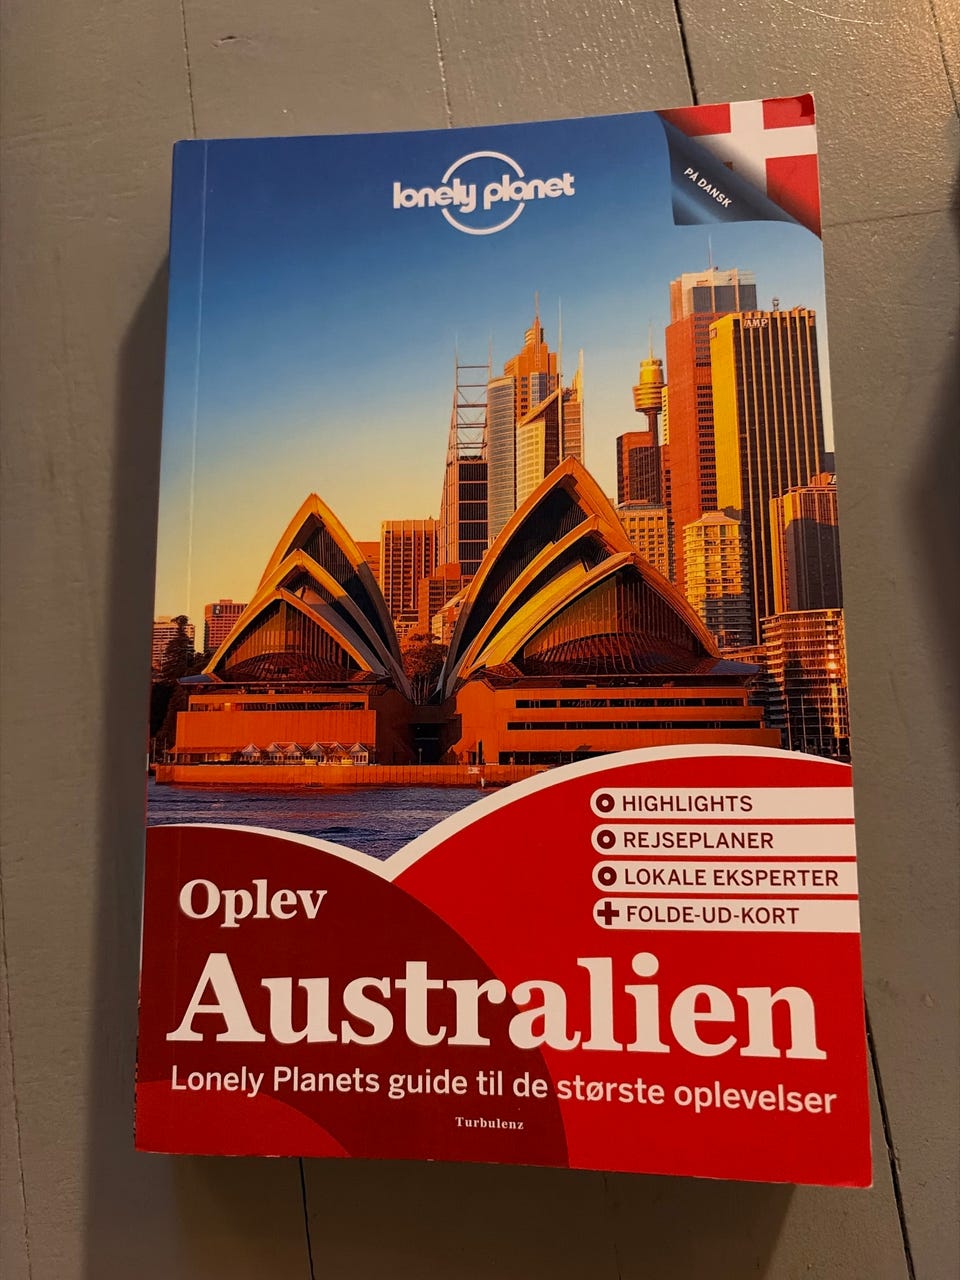 lonely planet
PÅ DANSK
AMP
HIGHLIGHTS
REJSEPLANER
LOKALE EKSPERTER
FOLDE-UD-KORT
Oplev
Australien
Lonely Planets guide til de største oplevelser
Turbulenz